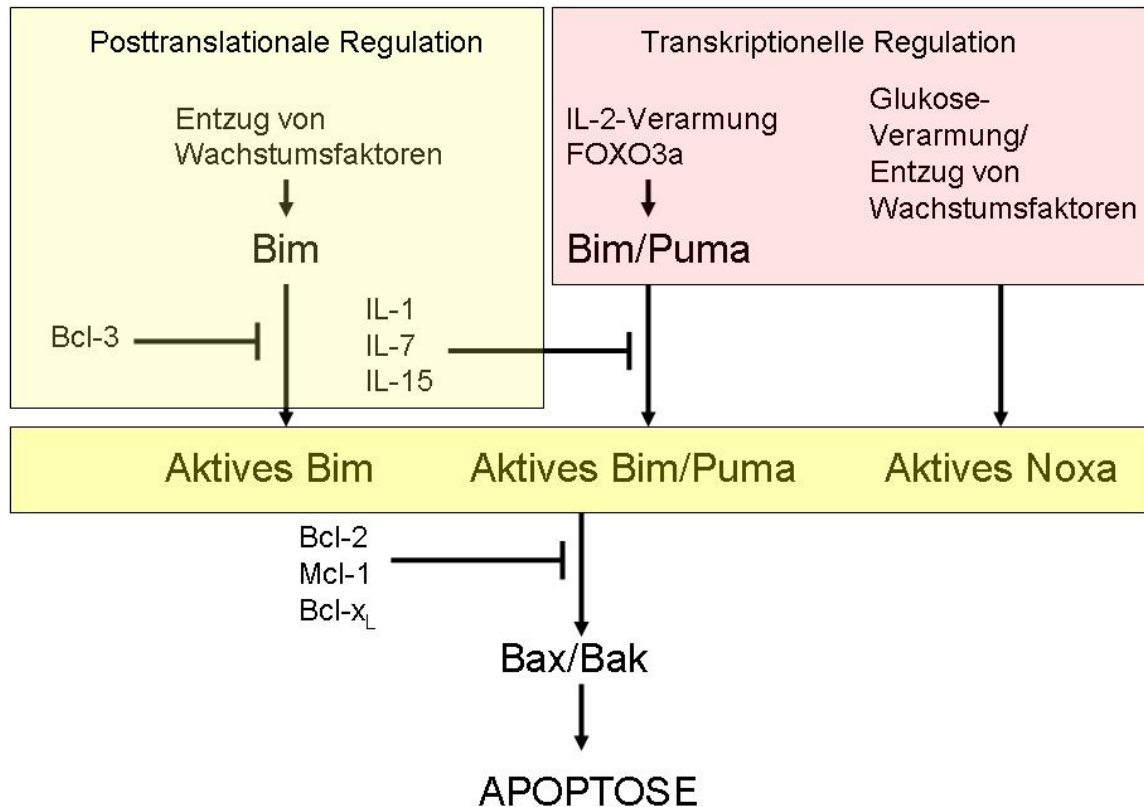 Posttranslationale Regulation
Entzug von
Wachstumsfaktoren
Bim
Bcl-3
IL-1
IL-7
IL-15
Transkriptionelle Regulation
IL-2-Verarmung
FOXO3a
Bim/Puma
Glukose-
Verarmung/
Entzug von
Wachstumsfaktoren
Aktives Bim
Aktives Bim/Puma
Aktives Noxa
Bcl-2
Mcl-1
Bcl-xL
Bax/Bak
APOPTOSE